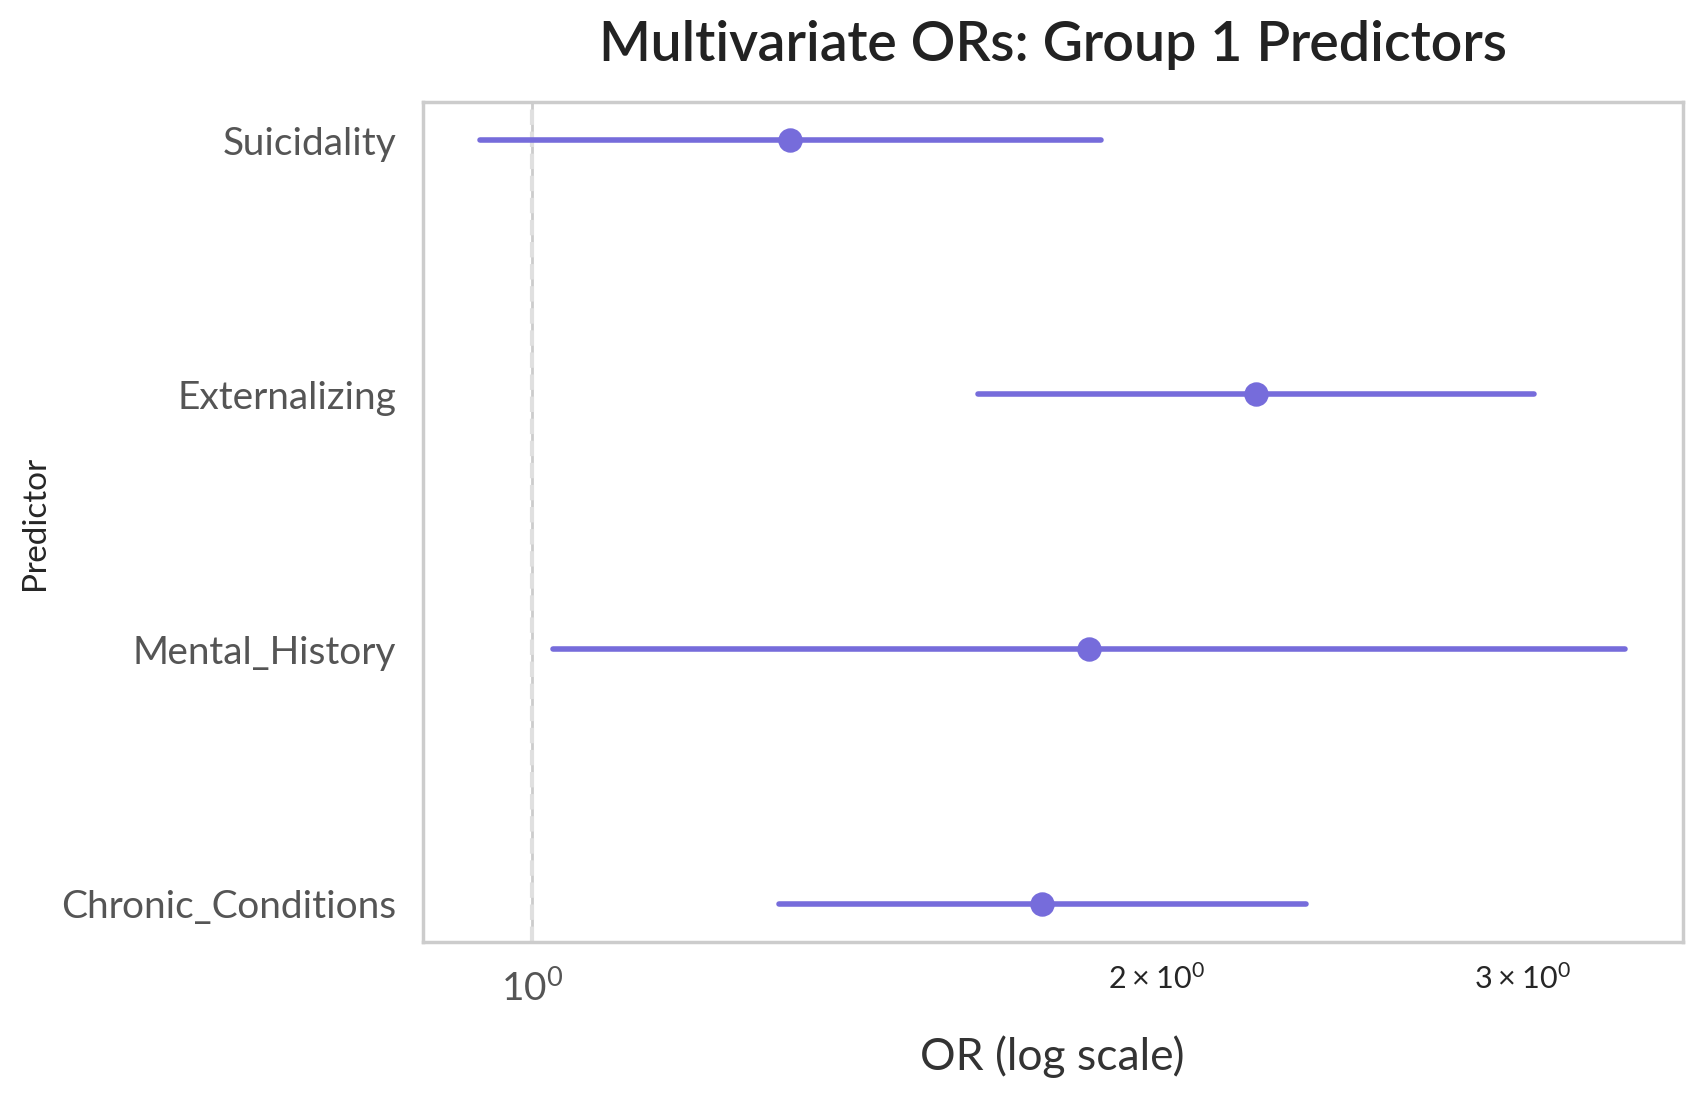 Multivariate ORs: Group 1 Predictors
Predictor
Suicidality
Externalizing
Mental_History
Chronic_Conditions
10⁰
2 × 10⁰
3 × 10⁰
OR (log scale)